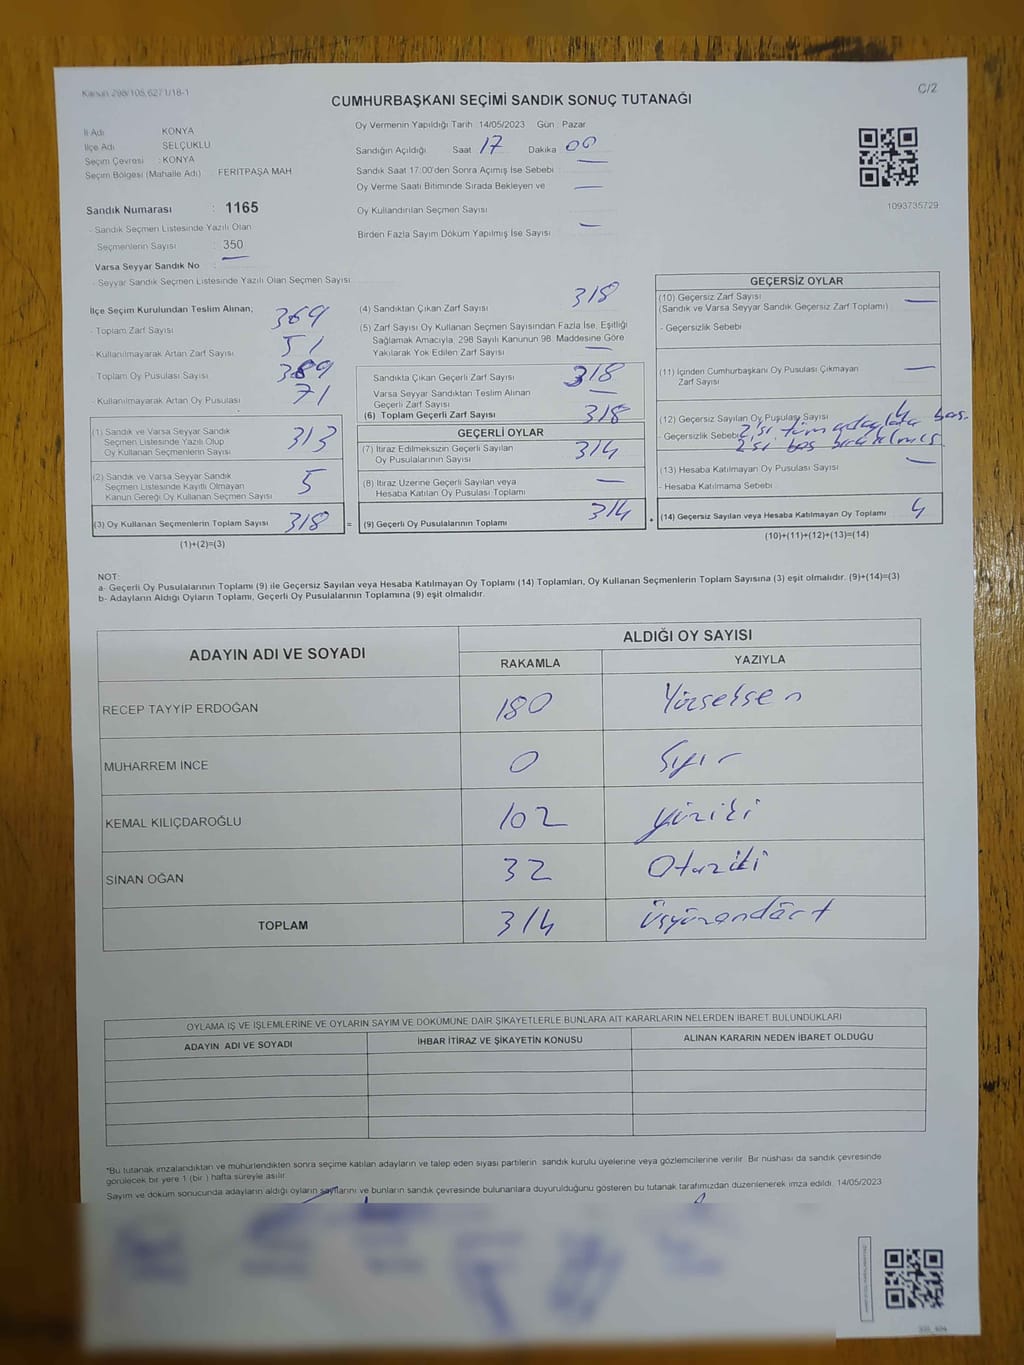 Kanun 298/105,6271/18-1
C/2
CUMHURBAŞKANI SEÇİMİ SANDIK SONUÇ TUTANAĞI
İl Adı KONYA
İlçe Adı SELÇUKLU
Seçim Çevresi : KONYA
Seçim Bölgesi (Mahalle Adı) : FERİTPAŞA MAH
Sandık Numarası : 1165
- Sandık Seçmen Listesinde Yazılı Olan
Seçmenlerin Sayısı : 350
Varsa Seyyar Sandık No : —
- Seyyar Sandık Seçmen Listesinde Yazılı Olan Seçmen Sayısı
Oy Vermenin Yapıldığı Tarih 14/05/2023 Gün : Pazar
Sandığın Açıldığı Saat 17 Dakika 00
Sandık Saat 17:00'den Sonra Açımış İse Sebebi —
Oy Verme Saati Bitiminde Sırada Bekleyen ve —
Oy Kullandırılan Seçmen Sayısı
Birden Fazla Sayım Döküm Yapılmış İse Sayısı —
1093735729
İlçe Seçim Kurulundan Teslim Alınan;
- Toplam Zarf Sayısı 369
- Kullanılmayarak Artan Zarf Sayısı 51
- Toplam Oy Pusulası Sayısı 389
- Kullanılmayarak Artan Oy Pusulası 71
(1) Sandık ve Varsa Seyyar Sandık
Seçmen Listesinde Yazılı Olup
Oy Kullanan Seçmenlerin Sayısı 313
(2) Sandık ve Varsa Seyyar Sandık
Seçmen Listesinde Kayıtlı Olmayan
Kanun Gereği Oy Kullanan Seçmen Sayısı 5
(3) Oy Kullanan Seçmenlerin Toplam Sayısı 318
(1)+(2)=(3)
(4) Sandıktan Çıkan Zarf Sayısı 318
(5) Zarf Sayısı Oy Kullanan Seçmen Sayısından Fazla İse, Eşitliği
Sağlamak Amacıyla, 298 Sayılı Kanunun 98. Maddesine Göre
Yakılarak Yok Edilen Zarf Sayısı —
Sandıkta Çıkan Geçerli Zarf Sayısı 318
Varsa Seyyar Sandıktan Teslim Alınan
Geçerli Zarf Sayısı —
(6) Toplam Geçerli Zarf Sayısı 318
GEÇERLİ OYLAR
(7) İtiraz Edilmeksizin Geçerli Sayılan
Oy Pusulalarının Sayısı 314
(8) İtiraz Üzerine Geçerli Sayılan veya
Hesaba Katılan Oy Pusulası Toplamı —
= (9) Geçerli Oy Pusulalarının Toplamı 314
GEÇERSİZ OYLAR
(10) Geçersiz Zarf Sayısı —
(Sandık ve Varsa Seyyar Sandık Geçersiz Zarf Toplamı)
- Geçersizlik Sebebi
(11) İçinden Cumhurbaşkanı Oy Pusulası Çıkmayan
Zarf Sayısı —
(12) Geçersiz Sayılan Oy Pusulası Sayısı 4
- Geçersizlik Sebebi 2'si tüm adaylara bas.
2'si boş bırakılmış
(13) Hesaba Katılmayan Oy Pusulası Sayısı —
- Hesaba Katılmama Sebebi
+ (14) Geçersiz Sayılan veya Hesaba Katılmayan Oy Toplamı 4
(10)+(11)+(12)+(13)=(14)
NOT:
a- Geçerli Oy Pusulalarının Toplamı (9) ile Geçersiz Sayılan veya Hesaba Katılmayan Oy Toplamı (14) Toplamları, Oy Kullanan Seçmenlerin Toplam Sayısına (3) eşit olmalıdır. (9)+(14)=(3)
b- Adayların Aldığı Oyların Toplamı, Geçerli Oy Pusulalarının Toplamına (9) eşit olmalıdır.
ADAYIN ADI VE SOYADI
ALDIĞI OY SAYISI
RAKAMLA YAZIYLA
RECEP TAYYİP ERDOĞAN 180 Yüzseksen
MUHARREM İNCE 0 Sıfır
KEMAL KILIÇDAROĞLU 102 yüziki
SİNAN OĞAN 32 Otuziki
TOPLAM 314 üçyüzondört
OYLAMA İŞ VE İŞLEMLERİNE VE OYLARIN SAYIM VE DÖKÜMÜNE DAİR ŞİKAYETLERLE BUNLARA AİT KARARLARIN NELERDEN İBARET BULUNDUKLARI
ADAYIN ADI VE SOYADI İHBAR İTİRAZ VE ŞİKAYETİN KONUSU ALINAN KARARIN NEDEN İBARET OLDUĞU
*Bu tutanak imzalandıktan ve mühürlendikten sonra seçime katılan adayların ve talep eden siyasi partilerin sandık kurulu üyelerine veya gözlemcilerine verilir. Bir nüshası da sandık çevresinde
görülecek bir yere 1 (bir ) hafta süreyle asılır.
Sayım ve döküm sonucunda adayların aldığı oyların sayılarını ve bunların sandık çevresinde bulunanlara duyurulduğunu gösteren bu tutanak tarafımızdan düzenlenerek imza edildi. 14/05/2023